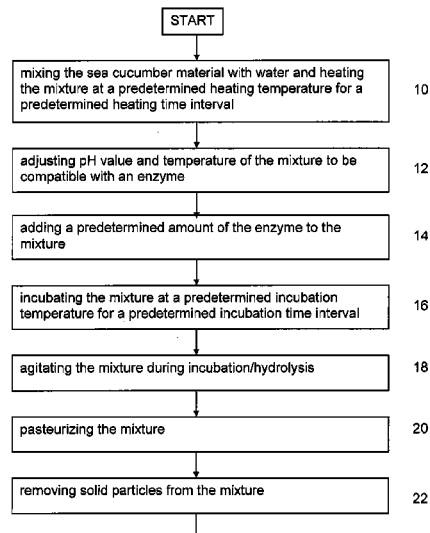 START
mixing the sea cucumber material with water and heating
the mixture at a predetermined heating temperature for a
predetermined heating time interval
10
adjusting pH value and temperature of the mixture to be
compatible with an enzyme
12
adding a predetermined amount of the enzyme to the
mixture
14
incubating the mixture at a predetermined incubation
temperature for a predetermined incubation time interval
16
agitating the mixture during incubation/hydrolysis
18
pasteurizing the mixture
20
removing solid particles from the mixture
22